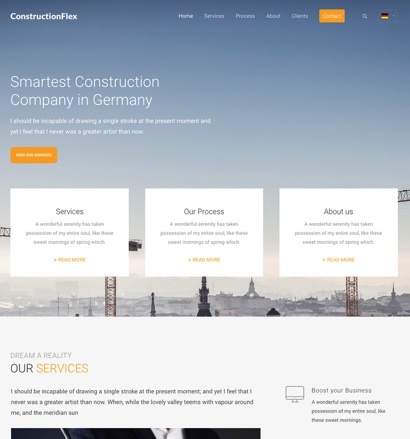 ConstructionFlex
Home Services Process About Clients Contact
Smartest Construction
Company in Germany
I should be incapable of drawing a single stroke at the present moment and
yet I feel that I never was a greater artist than now.
VIEW OUR SERVICES
Services
A wonderful serenity has taken
possession of my entire soul, like these
sweet mornings of spring which.
» READ MORE
Our Process
A wonderful serenity has taken
possession of my entire soul, like these
sweet mornings of spring which.
» READ MORE
About us
A wonderful serenity has taken
possession of my entire soul, like these
sweet mornings of spring which.
» READ MORE
DREAM A REALITY
OUR SERVICES
I should be incapable of drawing a single stroke at the present moment; and yet I feel that I
never was a greater artist than now. When, while the lovely valley teems with vapour around
me, and the meridian sun
Boost your Business
A wonderful serenity has taken
possession of my entire soul, like
these sweet mornings of spring.